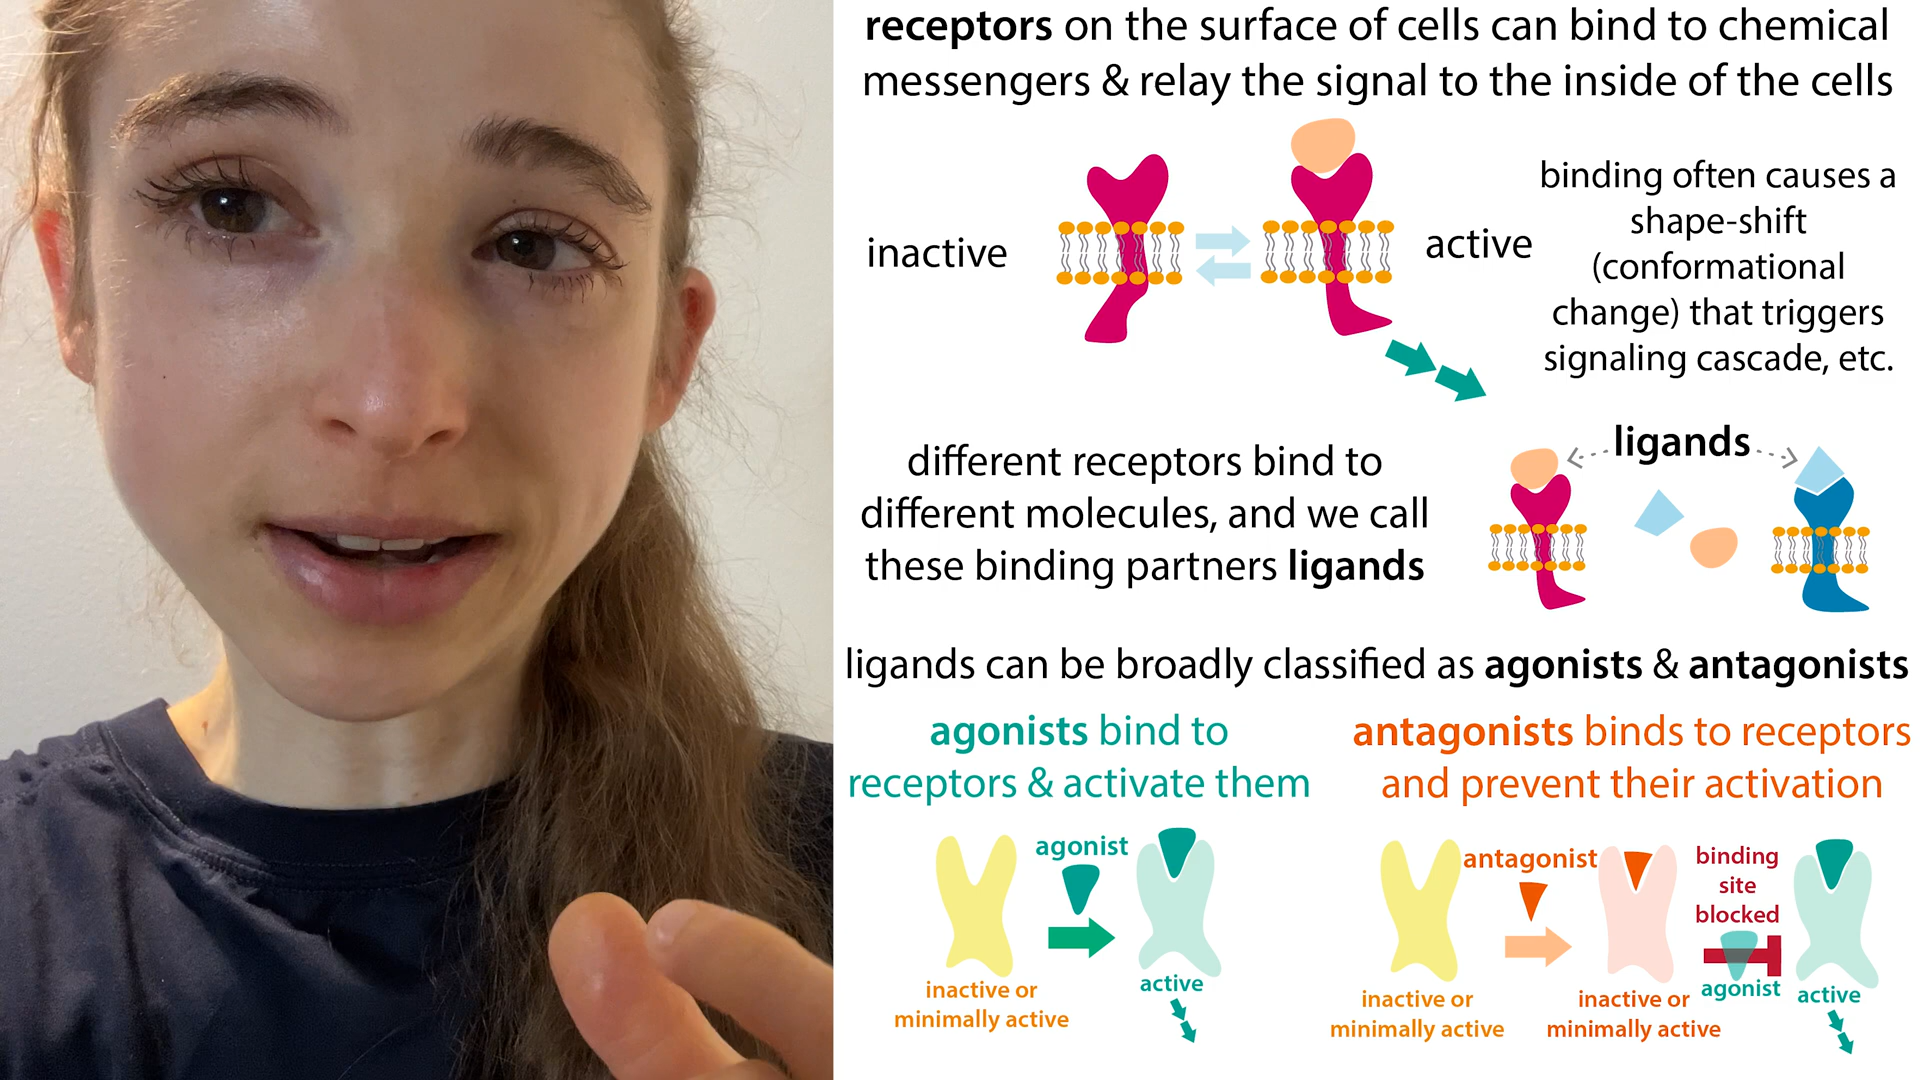 receptors on the surface of cells can bind to chemical
messengers & relay the signal to the inside of the cells
inactive
active
binding often causes a
shape-shift
(conformational
change) that triggers
signaling cascade, etc.
different receptors bind to
different molecules, and we call
these binding partners ligands
ligands
ligands can be broadly classified as agonists & antagonists
agonists bind to
receptors & activate them
agonist
inactive or
minimally active
active
antagonists binds to receptors
and prevent their activation
antagonist
binding
site
blocked
inactive or
minimally active
inactive or
minimally active
agonist
active